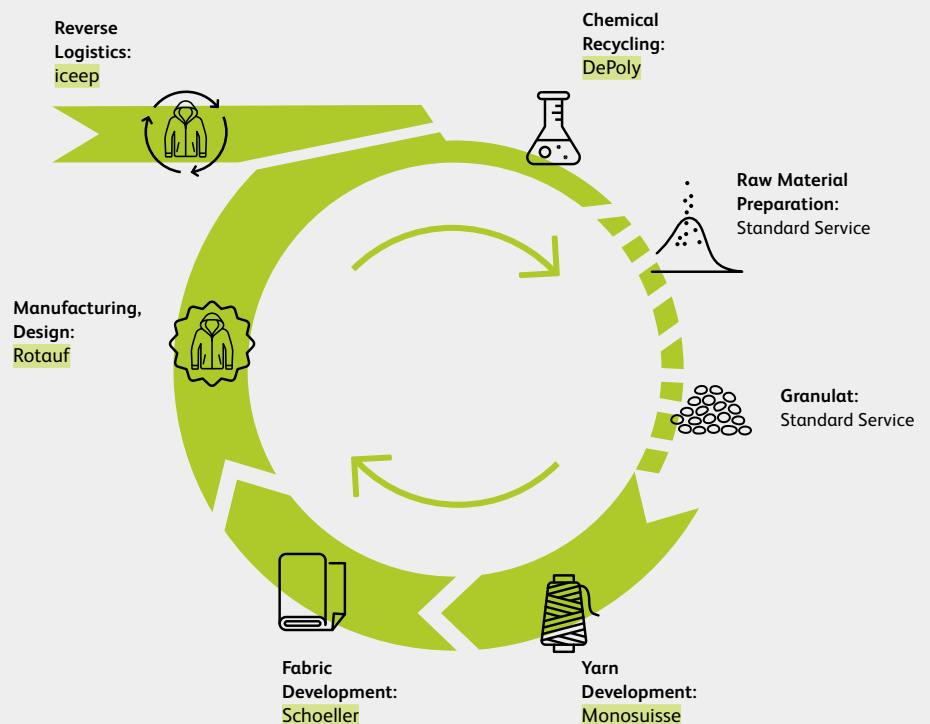 Reverse
Logistics:
iceep
Chemical
Recycling:
DePoly
Raw Material
Preparation:
Standard Service
Manufacturing,
Design:
Rotauf
Granulat:
Standard Service
Fabric
Development:
Schoeller
Yarn
Development:
Monosuisse